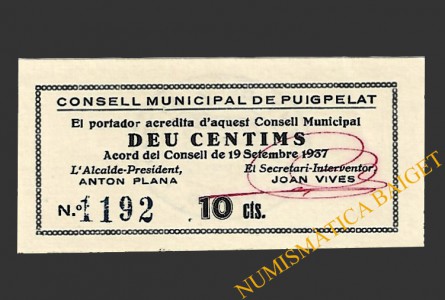 CONSELL MUNICIPAL DE PUIGPELAT
El portador acredita d'aquest Consell Municipal
DEU CENTIMS
Acord del Consell de 19 Setembre 1937
L'Alcalde-President, El Secretari-Interventor,
ANTON PLANA JOAN VIVES
N.º 1192 10 cts.
NUMISMÀTICA BAIGET